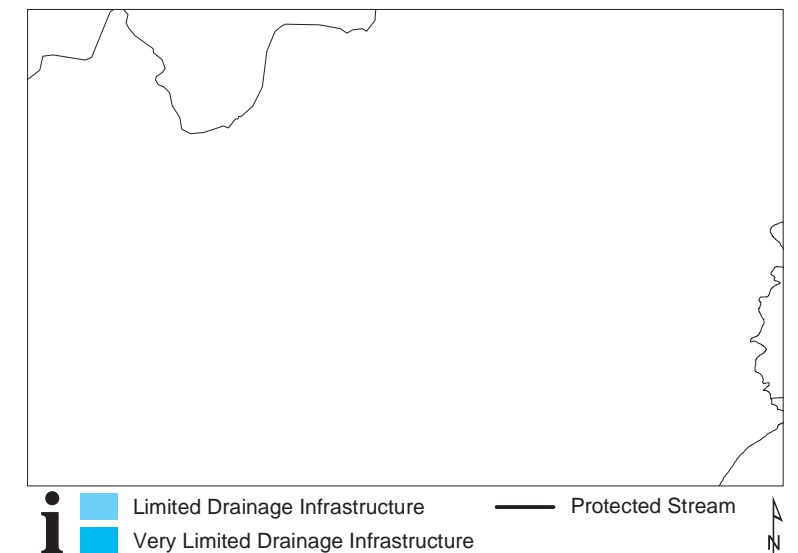 i
Limited Drainage Infrastructure
Protected Stream
Very Limited Drainage Infrastructure
N